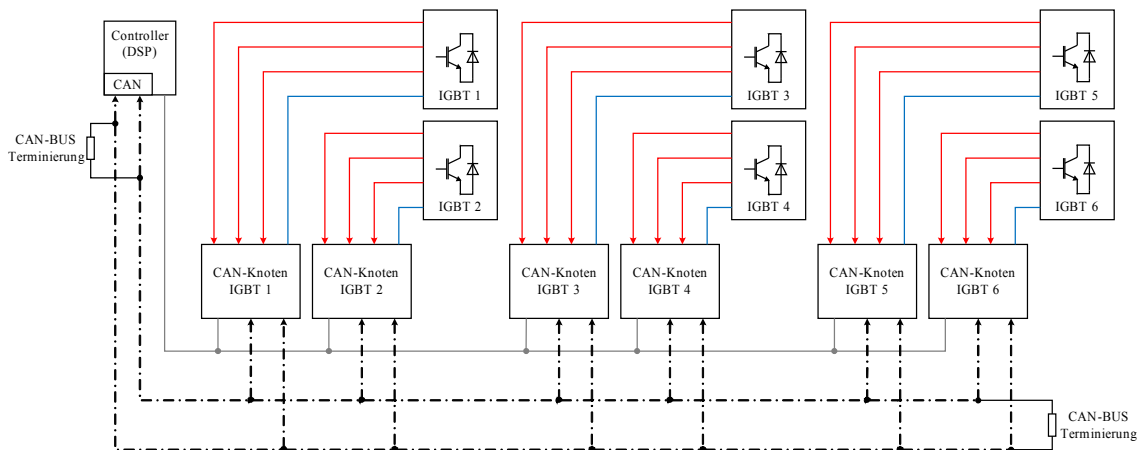 Controller
(DSP)
CAN
CAN-BUS
Terminierung
IGBT 1
IGBT 2
IGBT 3
IGBT 4
IGBT 5
IGBT 6
CAN-Knoten
IGBT 1
CAN-Knoten
IGBT 2
CAN-Knoten
IGBT 3
CAN-Knoten
IGBT 4
CAN-Knoten
IGBT 5
CAN-Knoten
IGBT 6
CAN-BUS
Terminierung